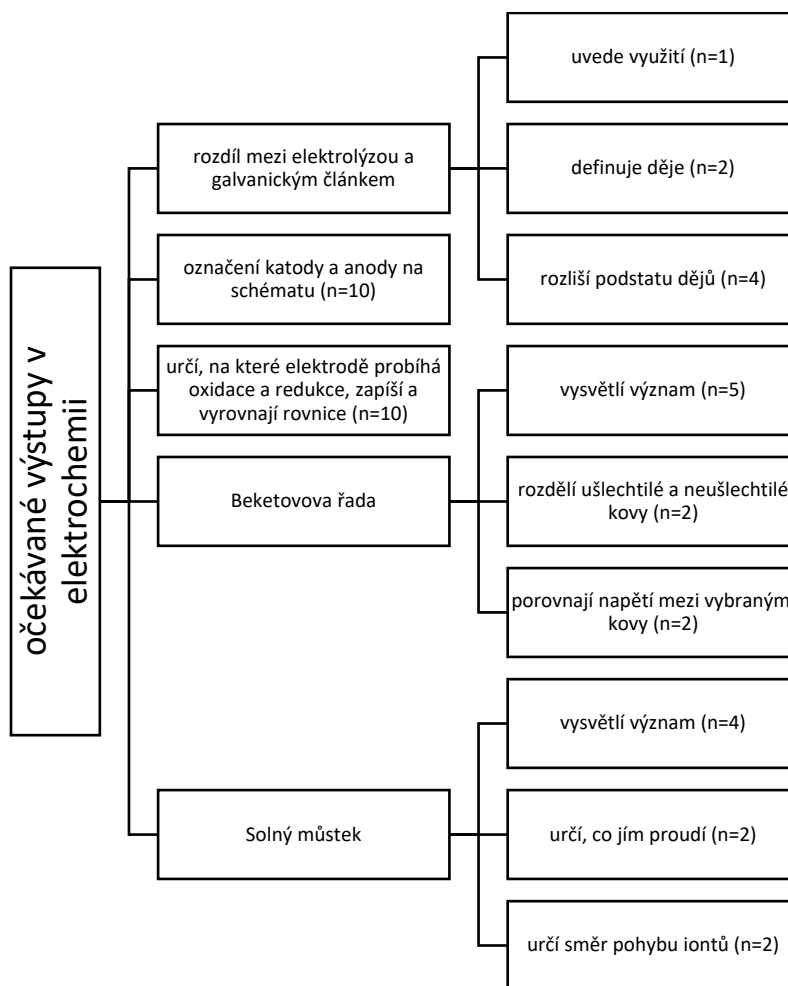 očekávané výstupy v
elektrochemii
rozdíl mezi elektrolýzou a
galvanickým článkem
uvede využití (n=1)
definuje děje (n=2)
rozliší podstatu dějů (n=4)
označení katody a anody na
schématu (n=10)
určí, na které elektrodě probíhá
oxidace a redukce, zapíší a
vyrovnají rovnice (n=10)
Beketovova řada
vysvětlí význam (n=5)
rozdělí ušlechtilé a neušlechtilé
kovy (n=2)
porovnají napětí mezi vybraným
kovy (n=2)
Solný můstek
vysvětlí význam (n=4)
určí, co jím proudí (n=2)
určí směr pohybu iontů (n=2)